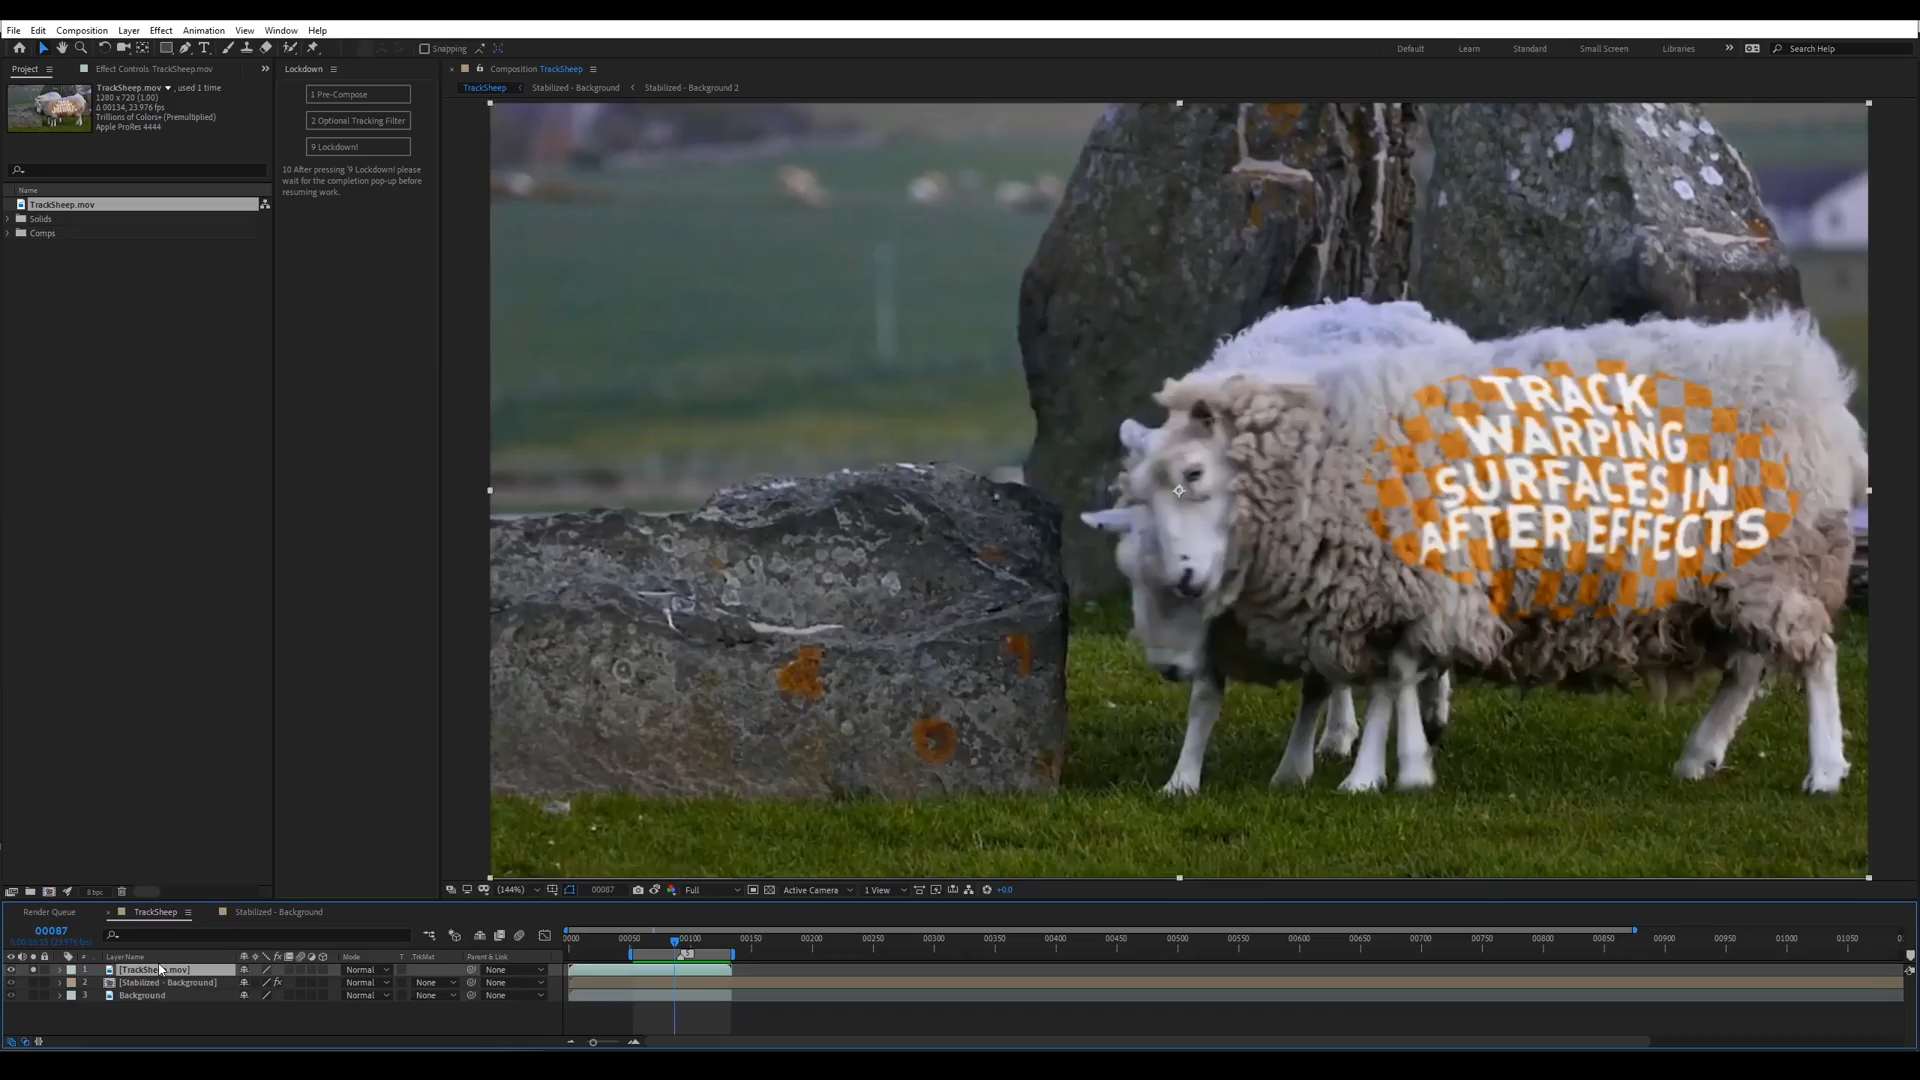 File Edit Composition Layer Effect Animation View Window Help
Snapping Default Learn Standard Small Screen Libraries Search Help
Project Effect Controls TrackSheep.mov Lockdown Composition TrackSheep
TrackSheep Stabilized - Background Stabilized - Background 2
TrackSheep.mov , used 1 time
1280 x 720 (1.00)
Δ 00134, 23.976 fps
Trillions of Colors+ (Premultiplied)
Apple ProRes 4444
1 Pre-Compose
2 Optional Tracking Filter
9 Lockdown!
10 After pressing '9 Lockdown! please
wait for the completion pop-up before
resuming work.
Name
TrackSheep.mov
Solids
Comps
TRACK
WARPING
SURFACES IN
AFTER EFFECTS
8 bpc (144%) 00087 Full Active Camera 1 View +0.0
Render Queue TrackSheep Stabilized - Background
00087
0:00:03:15 (23.976 fps)
0000 00050 00100 00150 00200 00250 00300 00350 00400 00450 00500 00550 00600 00650 00700 00750 00800 00850 00900 00950 01000 01050
# Layer Name Mode T .TrkMat Parent & Link
1 [TrackSheep.mov] Normal None
2 [Stabilized - Background] Normal None None
3 Background Normal None None